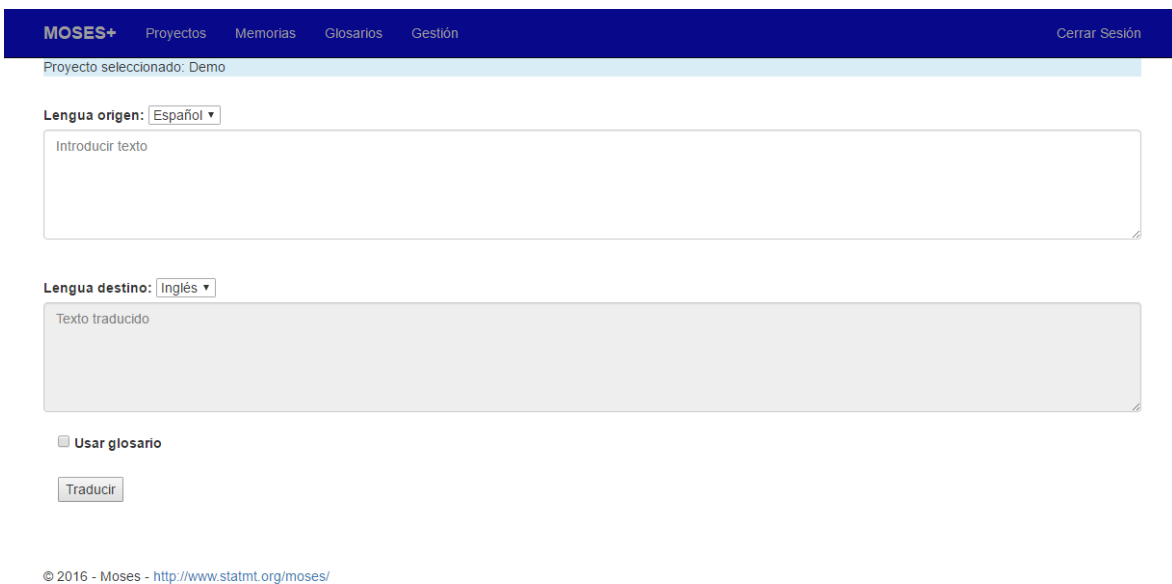 MOSES+ Proyectos Memorias Glosarios Gestión Cerrar Sesión
Proyecto seleccionado: Demo
Lengua origen: Español
Introducir texto
Lengua destino: Inglés
Texto traducido
Usar glosario
Traducir
© 2016 - Moses - http://www.statmt.org/moses/